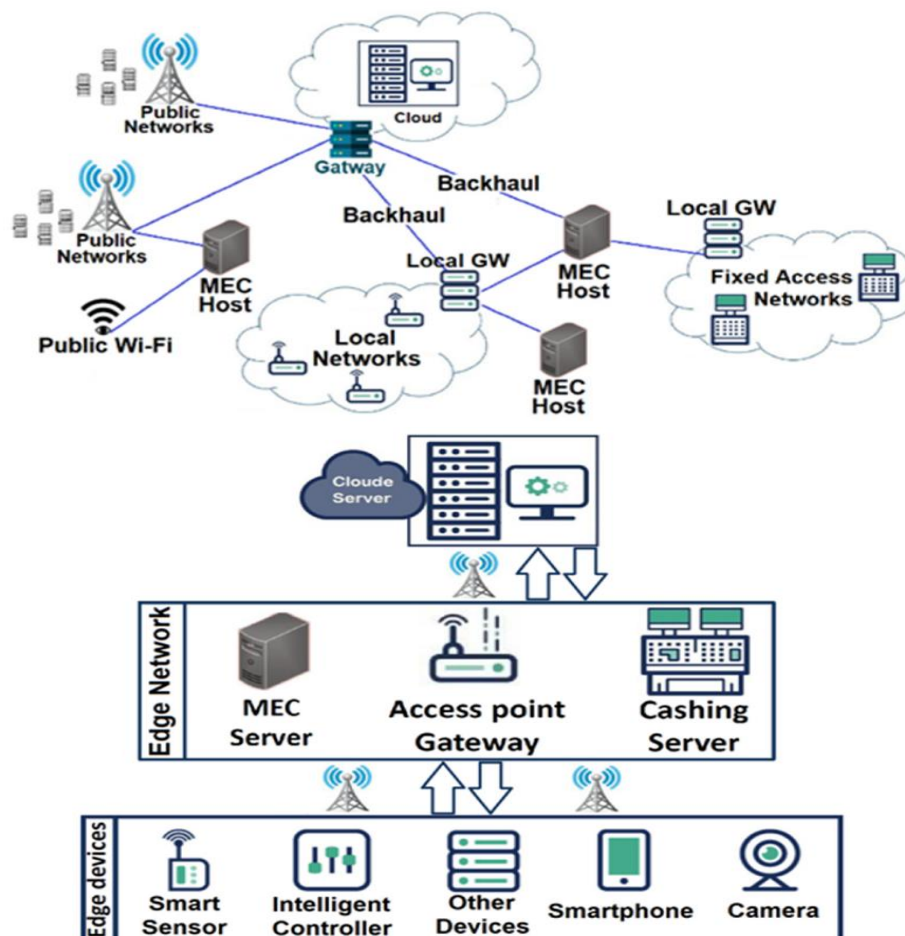 Public
Networks
Cloud
Gatway
Backhaul
Backhaul
Public
Networks
MEC
Host
Public Wi-Fi
Local GW
Local
Networks
MEC
Host
MEC
Host
Local GW
Fixed Access
Networks
Cloude
Server
Edge Network
MEC
Server
Access point
Gateway
Cashing
Server
Edge devices
Smart
Sensor
Intelligent
Controller
Other
Devices
Smartphone
Camera